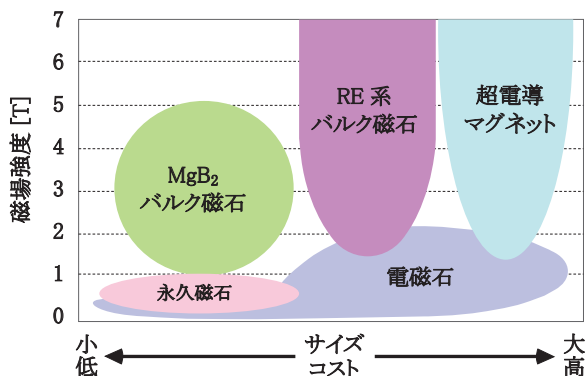 磁場強度 [T]
7
6
5
4
3
2
1
0
MgB₂
バルク磁石
RE 系
バルク磁石
超電導
マグネット
永久磁石
電磁石
小
低
サイズ
コスト
大
高